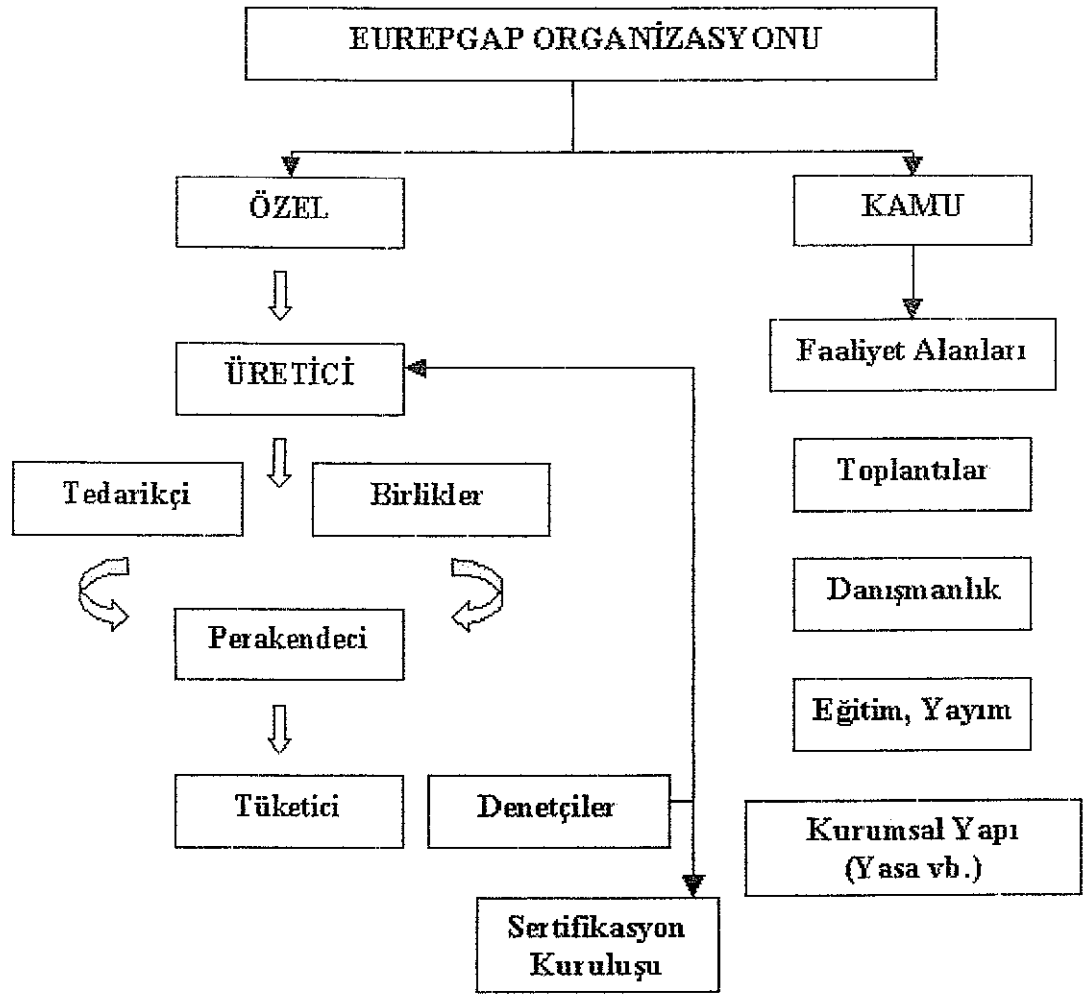 EUREPGAP ORGANİZASYONU
ÖZEL
KAMU
ÜRETİCİ
Faaliyet Alanları
Tedarikçi
Birlikler
Toplantılar
Perakendeci
Danışmanlık
Eğitim, Yayım
Tüketici
Denetçiler
Kurumsal Yapı
(Yasa vb.)
Sertifikasyon
Kuruluşu